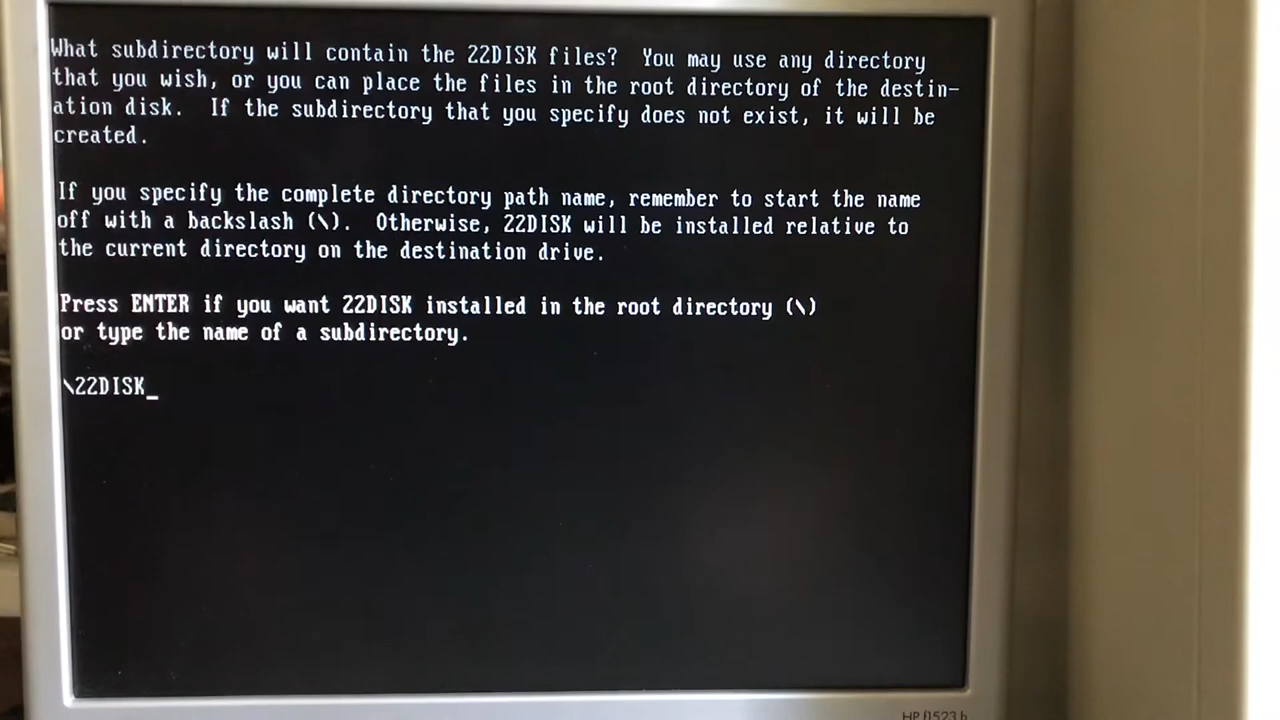 What subdirectory will contain the 22DISK files?  You may use any directory
that you wish, or you can place the files in the root directory of the destin-
ation disk.  If the subdirectory that you specify does not exist, it will be
created.
If you specify the complete directory path name, remember to start the name
off with a backslash (\).  Otherwise, 22DISK will be installed relative to
the current directory on the destination drive.
Press ENTER if you want 22DISK installed in the root directory (\)
or type the name of a subdirectory.
\22DISK_